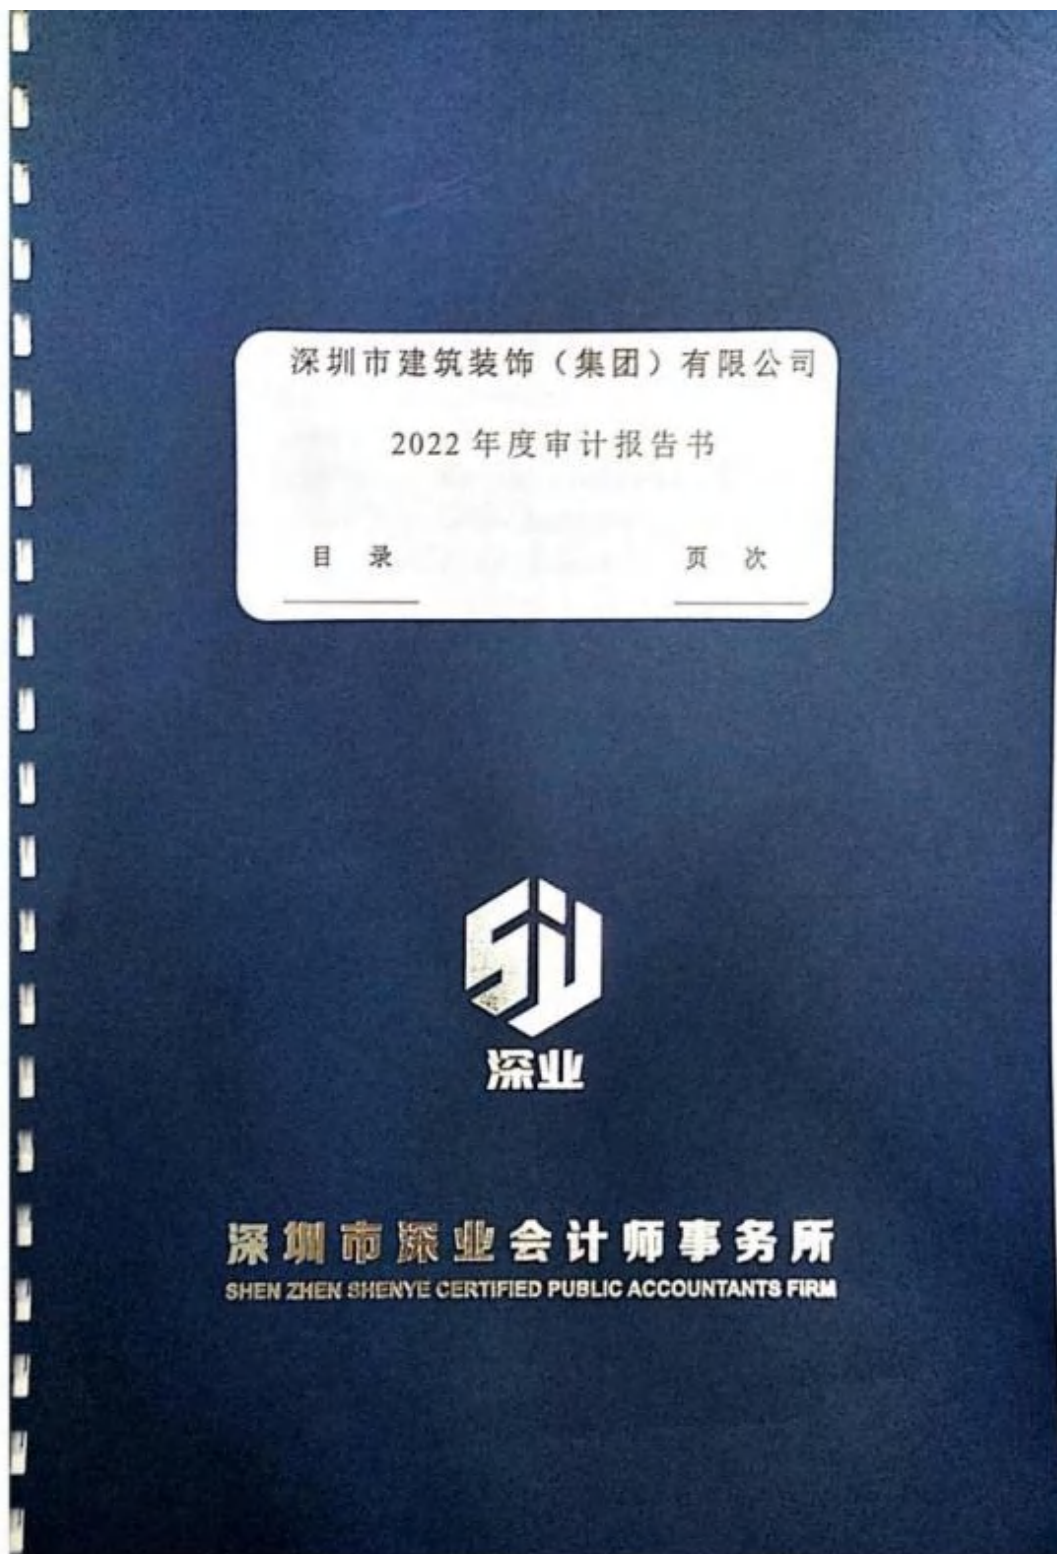 深圳市建筑装饰（集团）有限公司
2022 年度审计报告书
目 录 页 次
深业
深圳市深业会计师事务所
SHEN ZHEN SHENYE CERTIFIED PUBLIC ACCOUNTANTS FIRM